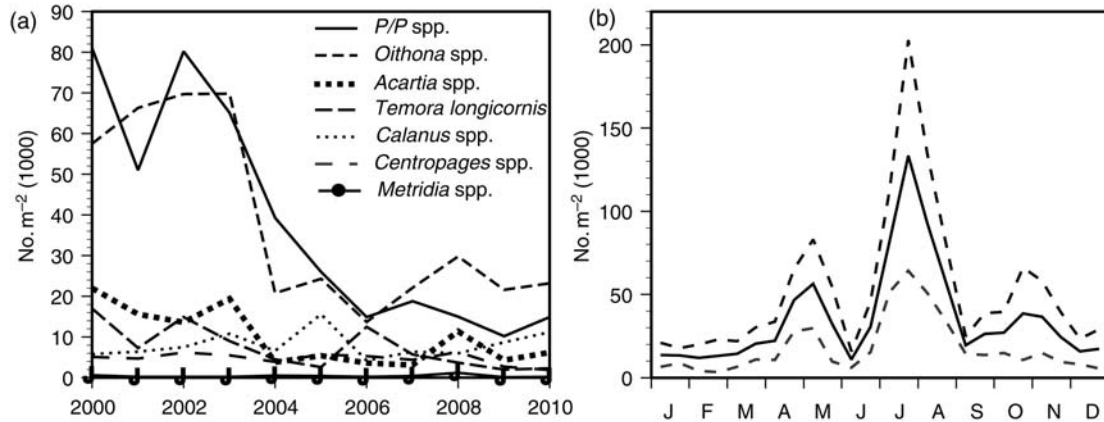 (a)
No. m−2 (1000)
90
80
70
60
50
40
30
20
10
0
2000 2002 2004 2006 2008 2010
P/P spp.
Oithona spp.
Acartia spp.
Temora longicornis
Calanus spp.
Centropages spp.
Metridia spp.
(b)
No. m−2 (1000)
200
150
100
50
0
J F M A M J J A S O N D